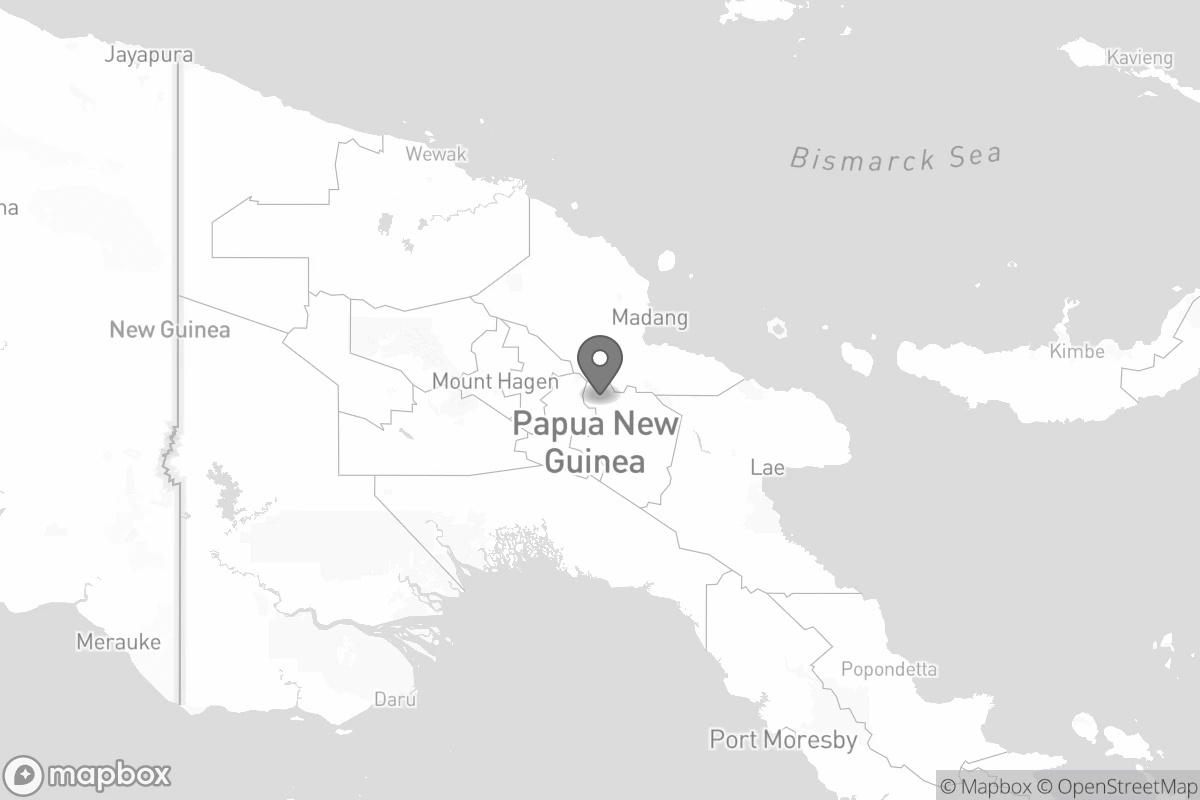 Jayapura
Kavieng
Wewak
Bismarck Sea
na
New Guinea
Madang
Kimbe
Mount Hagen
Papua New
Guinea
Lae
Merauke
Popondetta
Daru
Port Moresby
mapbox
© Mapbox © OpenStreetMap